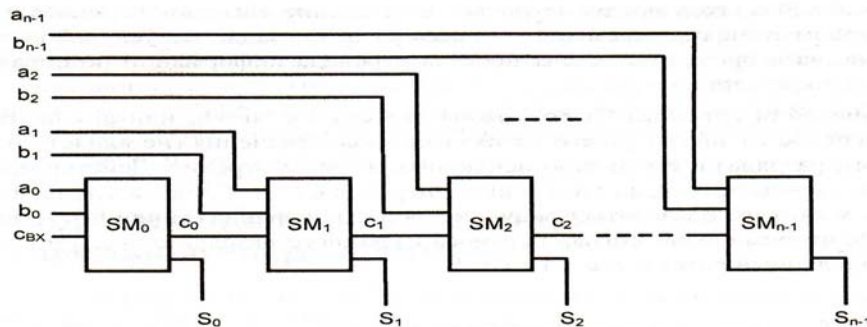 aₙ₋₁
bₙ₋₁
a₂
b₂
a₁
b₁
a₀
b₀
cвх
SM₀ c₀ SM₁ c₁ SM₂ c₂ SMₙ₋₁
S₀ S₁ S₂ Sₙ₋₁